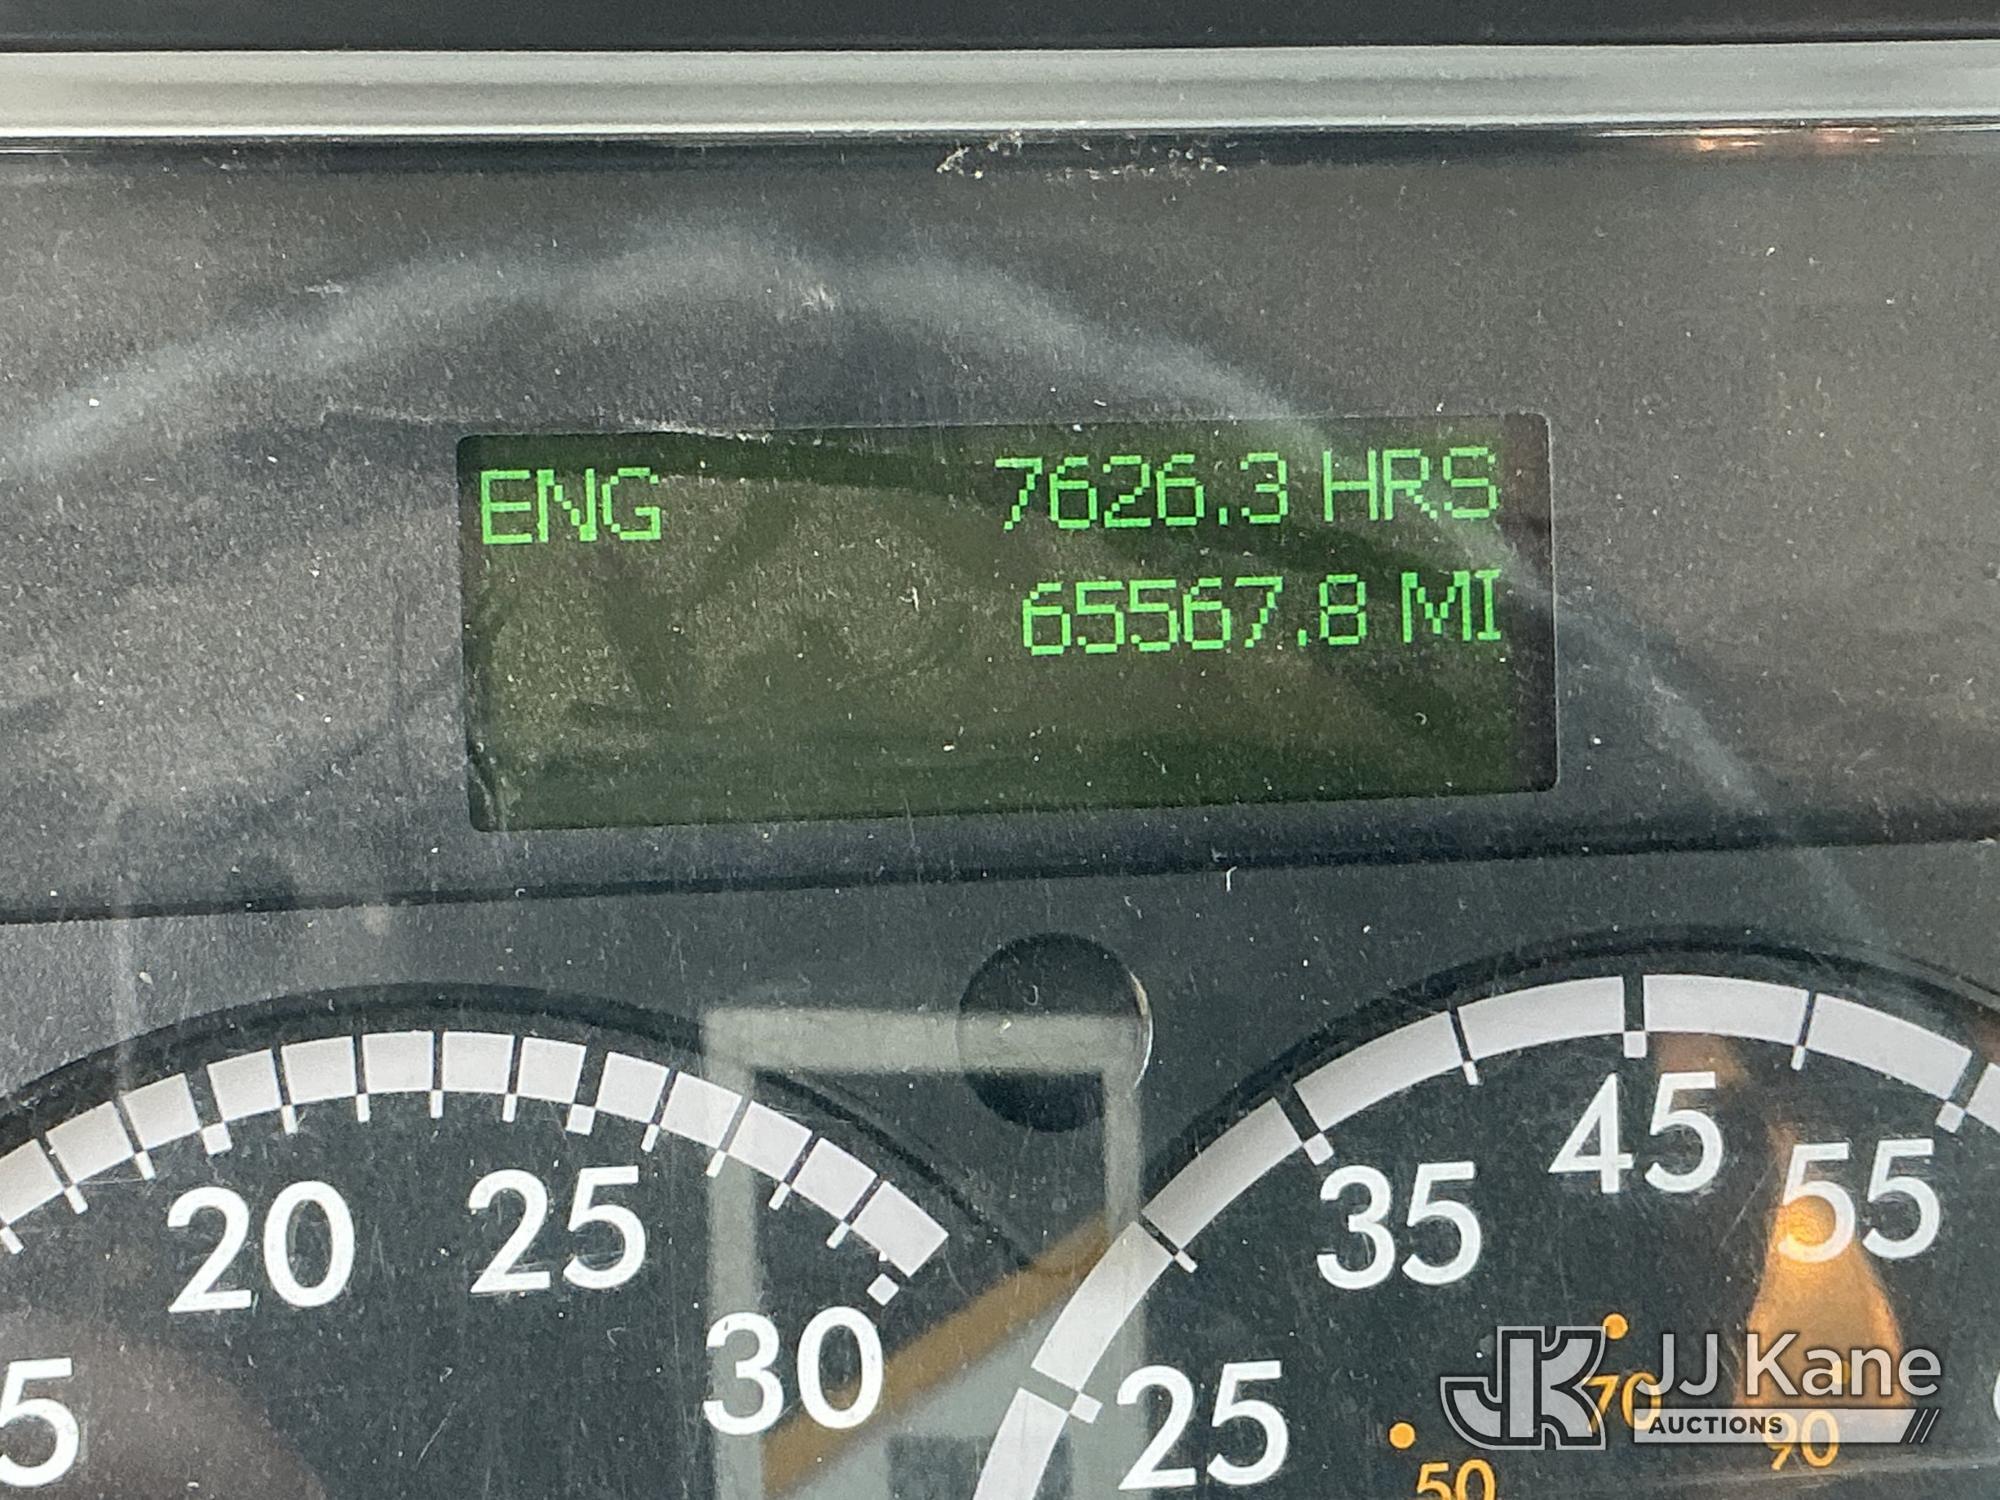 ENG 7626.3 HRS
65567.8 MI
20 25 30
25 35 45 55
50 70 90
JJ Kane
AUCTIONS